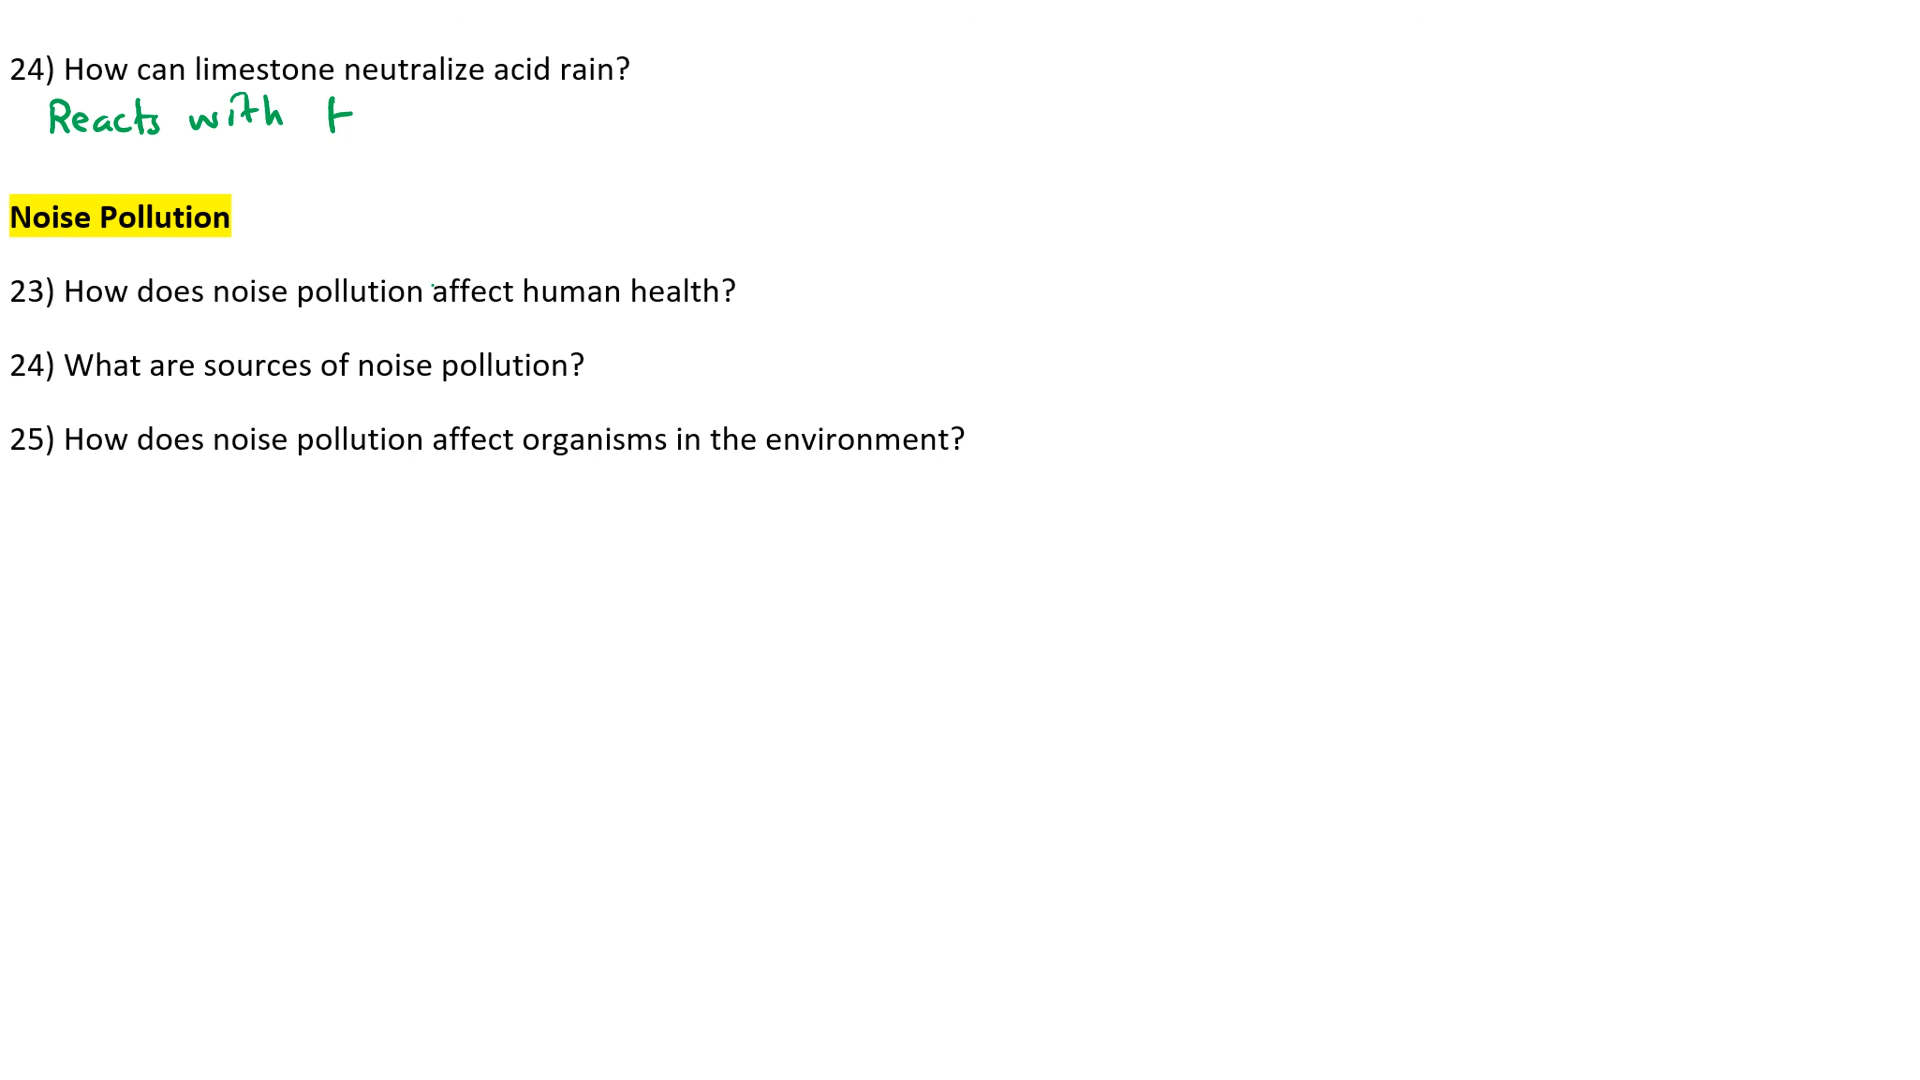 24) How can limestone neutralize acid rain?
Reacts with t
Noise Pollution
23) How does noise pollution affect human health?
24) What are sources of noise pollution?
25) How does noise pollution affect organisms in the environment?